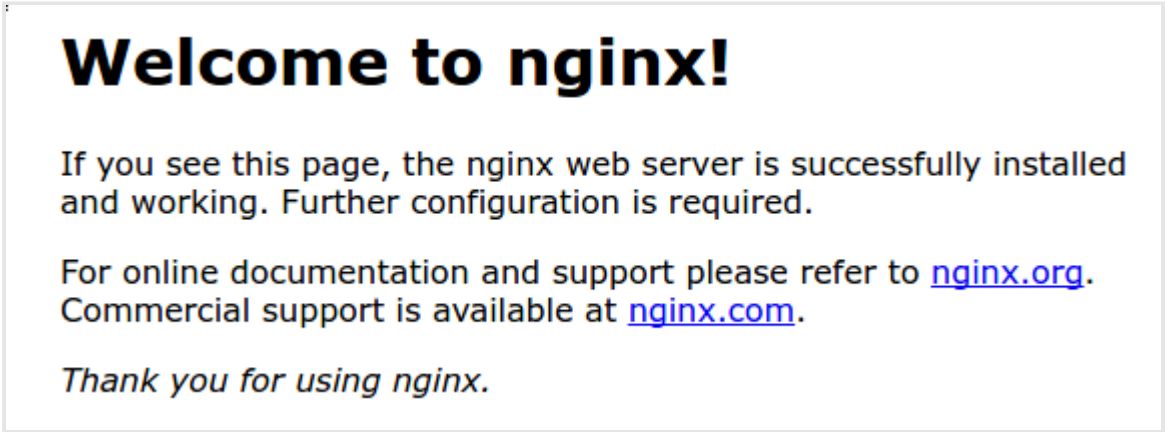 Welcome to nginx!
If you see this page, the nginx web server is successfully installed
and working. Further configuration is required.
For online documentation and support please refer to nginx.org.
Commercial support is available at nginx.com.
Thank you for using nginx.